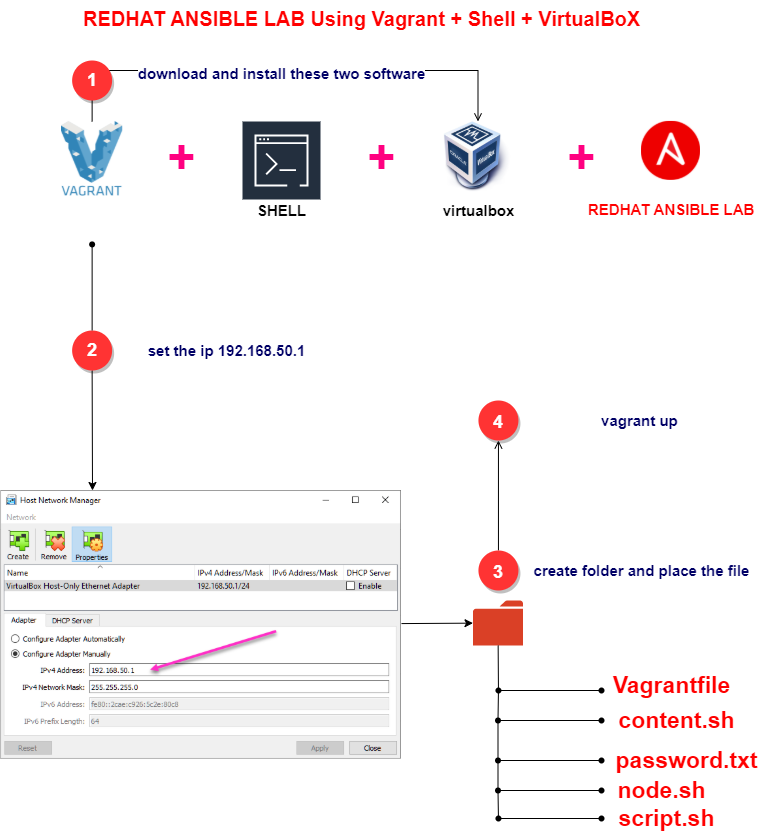 REDHAT ANSIBLE LAB Using Vagrant + Shell + VirtualBoX
1
download and install these two software
VAGRANT
SHELL
ORACLE
VirtualBox
virtualbox
REDHAT ANSIBLE LAB
2
set the ip 192.168.50.1
4
vagrant up
Host Network Manager
Network
Create
Remove
Properties
Name
IPv4 Address/Mask
IPv6 Address/Mask
DHCP Server
VirtualBox Host-Only Ethernet Adapter
192.168.50.1/24
Enable
Adapter
DHCP Server
Configure Adapter Automatically
Configure Adapter Manually
IPv4 Address:
192.168.50.1
IPv4 Network Mask:
255.255.255.0
IPv6 Address:
fe80::2cae:c926:5c2e:80c8
IPv6 Prefix Length:
64
Reset
Apply
Close
3
create folder and place the file
Vagrantfile
content.sh
password.txt
node.sh
script.sh